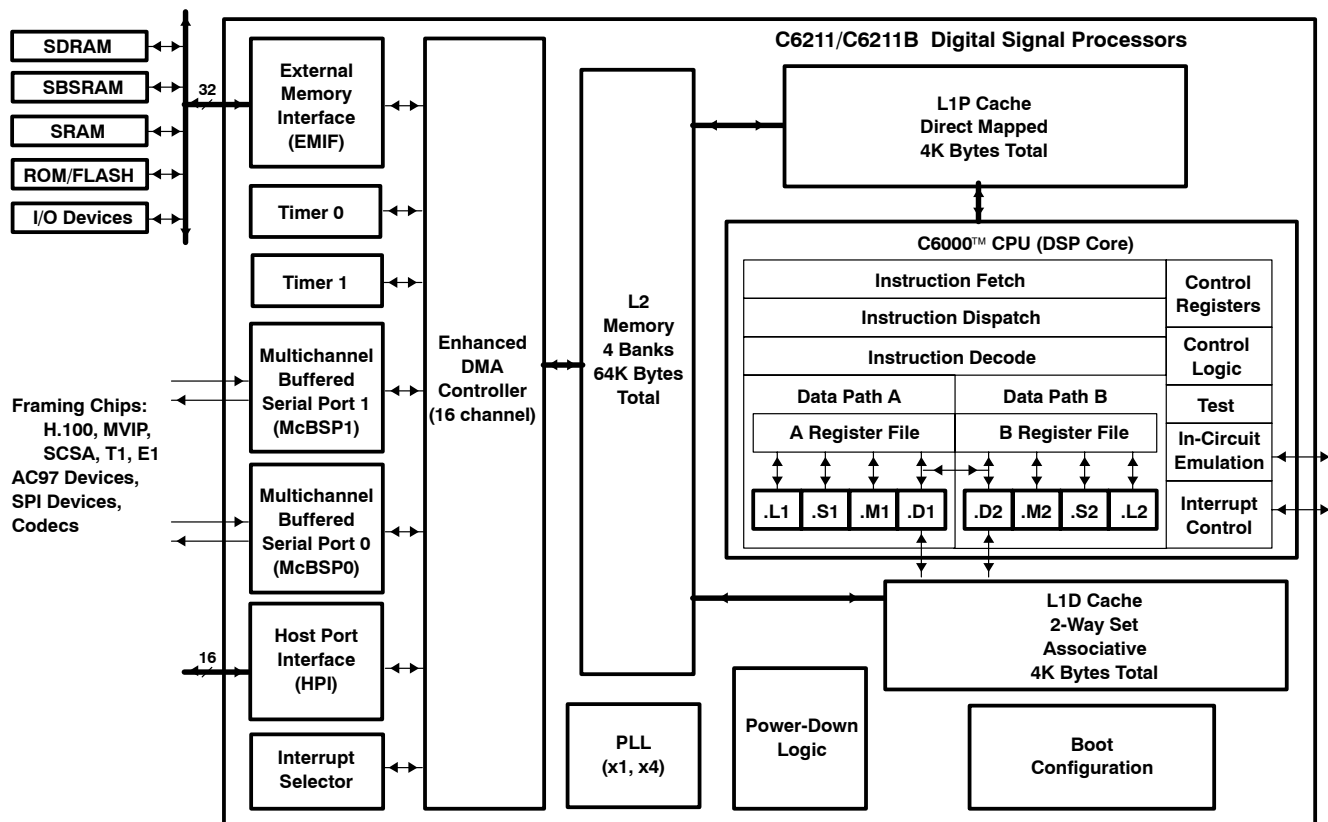 C6211/C6211B Digital Signal Processors
SDRAM
SBSRAM
SRAM
ROM/FLASH
I/O Devices
32
External
Memory
Interface
(EMIF)
Timer 0
Timer 1
Framing Chips:
H.100, MVIP,
SCSA, T1, E1
AC97 Devices,
SPI Devices,
Codecs
Multichannel
Buffered
Serial Port 1
(McBSP1)
Multichannel
Buffered
Serial Port 0
(McBSP0)
16
Host Port
Interface
(HPI)
Interrupt
Selector
Enhanced
DMA
Controller
(16 channel)
L2
Memory
4 Banks
64K Bytes
Total
L1P Cache
Direct Mapped
4K Bytes Total
C6000™ CPU (DSP Core)
Instruction Fetch
Instruction Dispatch
Instruction Decode
Data Path A
Data Path B
A Register File
B Register File
.L1
.S1
.M1
.D1
.D2
.M2
.S2
.L2
Control
Registers
Control
Logic
Test
In-Circuit
Emulation
Interrupt
Control
L1D Cache
2-Way Set
Associative
4K Bytes Total
PLL
(x1, x4)
Power-Down
Logic
Boot
Configuration